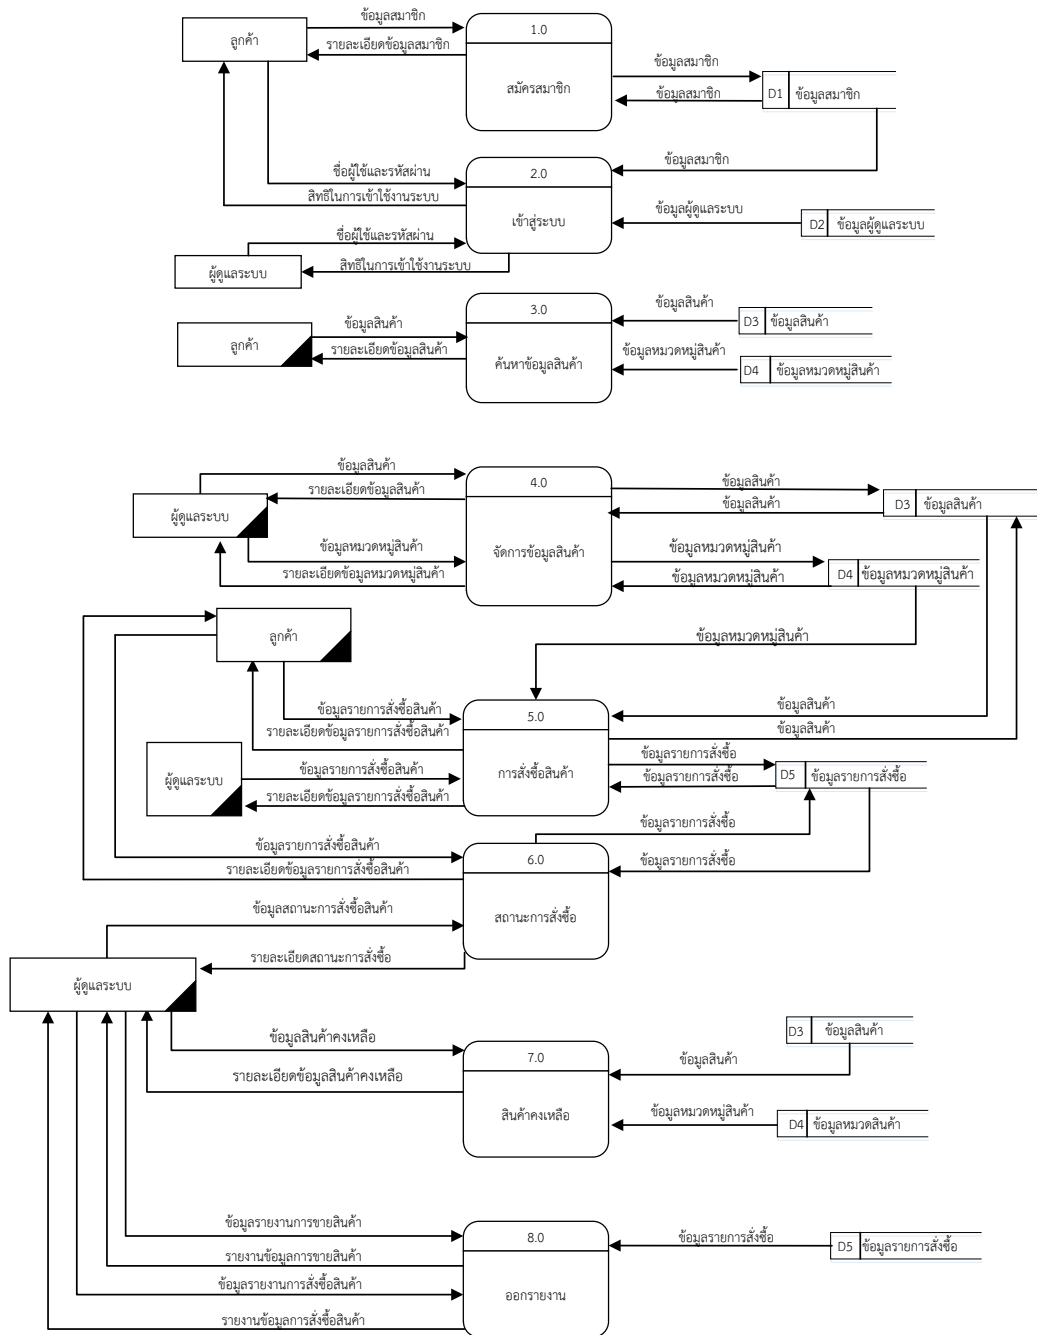 ข้อมูลสมาชิก
1.0
ลูกค้า
รายละเอียดข้อมูลสมาชิก
สมัครสมาชิก
ข้อมูลสมาชิก
ข้อมูลสมาชิก
D1
ข้อมูลสมาชิก
ข้อมูลสมาชิก
ชื่อผู้ใช้และรหัสผ่าน
2.0
สิทธิในการเข้าใช้งานระบบ
เข้าสู่ระบบ
ข้อมูลผู้ดูแลระบบ
D2
ข้อมูลผู้ดูแลระบบ
ชื่อผู้ใช้และรหัสผ่าน
ผู้ดูแลระบบ
สิทธิในการเข้าใช้งานระบบ
3.0
ข้อมูลสินค้า
D3
ข้อมูลสินค้า
ข้อมูลสินค้า
ลูกค้า
รายละเอียดข้อมูลสินค้า
ค้นหาข้อมูลสินค้า
ข้อมูลหมวดหมู่สินค้า
D4
ข้อมูลหมวดหมู่สินค้า
ข้อมูลสินค้า
4.0
รายละเอียดข้อมูลสินค้า
ผู้ดูแลระบบ
ข้อมูลสินค้า
ข้อมูลสินค้า
D3
ข้อมูลสินค้า
ข้อมูลหมวดหมู่สินค้า
จัดการข้อมูลสินค้า
รายละเอียดข้อมูลหมวดหมู่สินค้า
ข้อมูลหมวดหมู่สินค้า
ข้อมูลหมวดหมู่สินค้า
D4
ข้อมูลหมวดหมู่สินค้า
ลูกค้า
ข้อมูลหมวดหมู่สินค้า
ข้อมูลรายการสั่งซื้อสินค้า
5.0
รายละเอียดข้อมูลรายการสั่งซื้อสินค้า
ข้อมูลสินค้า
ข้อมูลสินค้า
ผู้ดูแลระบบ
ข้อมูลรายการสั่งซื้อสินค้า
การสั่งซื้อสินค้า
รายละเอียดข้อมูลรายการสั่งซื้อสินค้า
ข้อมูลรายการสั่งซื้อ
ข้อมูลรายการสั่งซื้อ
D5
ข้อมูลรายการสั่งซื้อ
ข้อมูลรายการสั่งซื้อ
ข้อมูลรายการสั่งซื้อสินค้า
6.0
ข้อมูลรายการสั่งซื้อ
รายละเอียดข้อมูลรายการสั่งซื้อสินค้า
ข้อมูลสถานะการสั่งซื้อสินค้า
สถานะการสั่งซื้อ
รายละเอียดสถานะการสั่งซื้อ
ผู้ดูแลระบบ
ข้อมูลสินค้าคงเหลือ
7.0
D3
ข้อมูลสินค้า
ข้อมูลสินค้า
รายละเอียดข้อมูลสินค้าคงเหลือ
สินค้าคงเหลือ
ข้อมูลหมวดหมู่สินค้า
D4
ข้อมูลหมวดสินค้า
ข้อมูลรายงานการขายสินค้า
8.0
ข้อมูลรายการสั่งซื้อ
D5
ข้อมูลรายการสั่งซื้อ
รายงานข้อมูลการขายสินค้า
ข้อมูลรายงานการสั่งซื้อสินค้า
ออกรายงาน
รายงานข้อมูลการสั่งซื้อสินค้า